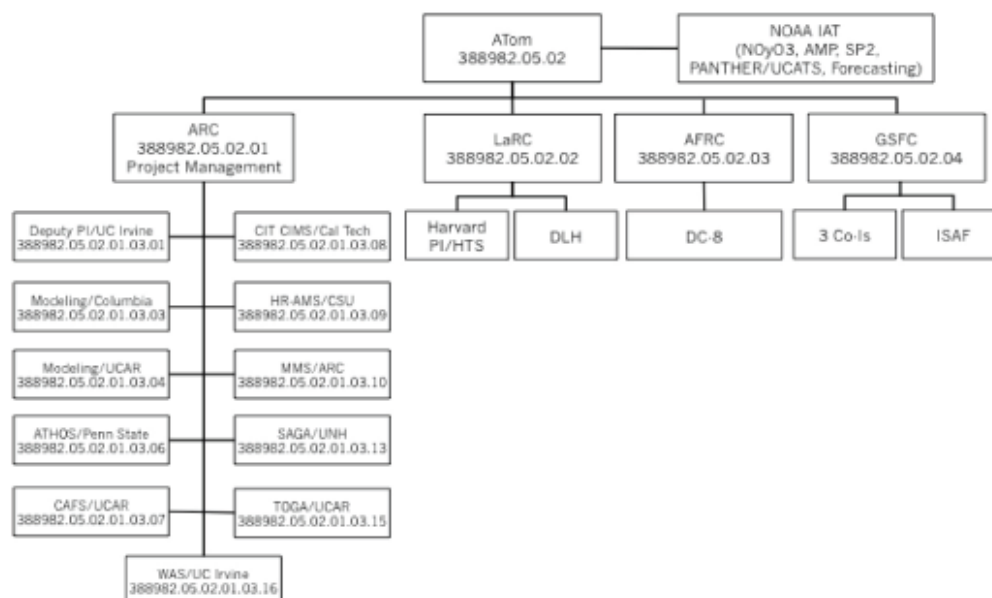 ATom
388982.05.02
NOAA IAT
(NOyO3, AMP, SP2,
PANTHER/UCATS, Forecasting)
ARC
388982.05.02.01
Project Management
LaRC
388982.05.02.02
AFRC
388982.05.02.03
GSFC
388982.05.02.04
Harvard
PI/HTS
DLH
DC-8
3 Co-Is
ISAF
Deputy PI/UC Irvine
388982.05.02.01.03.01
CIT CIMS/Cal Tech
388982.05.02.01.03.08
Modeling/Columbia
388982.05.02.01.03.03
HR-AMS/CSU
388982.05.02.01.03.09
Modeling/UCAR
388982.05.02.01.03.04
MMS/ARC
388982.05.02.01.03.10
ATHOS/Penn State
388982.05.02.01.03.06
SAGA/UNH
388982.05.02.01.03.13
CAFS/UCAR
388982.05.02.01.03.07
TOGA/UCAR
388982.05.02.01.03.15
WAS/UC Irvine
388982.05.02.01.03.16